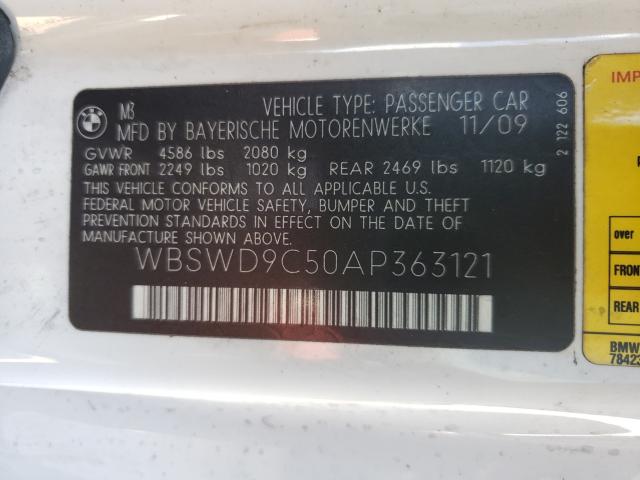 BMW
M3 VEHICLE TYPE: PASSENGER CAR
MFD BY BAYERISCHE MOTORENWERKE 11/09
GVWR 4586 lbs 2080 kg
GAWR FRONT 2249 lbs 1020 kg REAR 2469 lbs 1120 kg
THIS VEHICLE CONFORMS TO ALL APPLICABLE U.S.
FEDERAL MOTOR VEHICLE SAFETY, BUMPER AND THEFT
PREVENTION STANDARDS IN EFFECT ON THE DATE OF
MANUFACTURE SHOWN ABOVE.
WBSWD9C50AP363121
2 122 606
IMP
over
FRON
REAR
BMW
78423